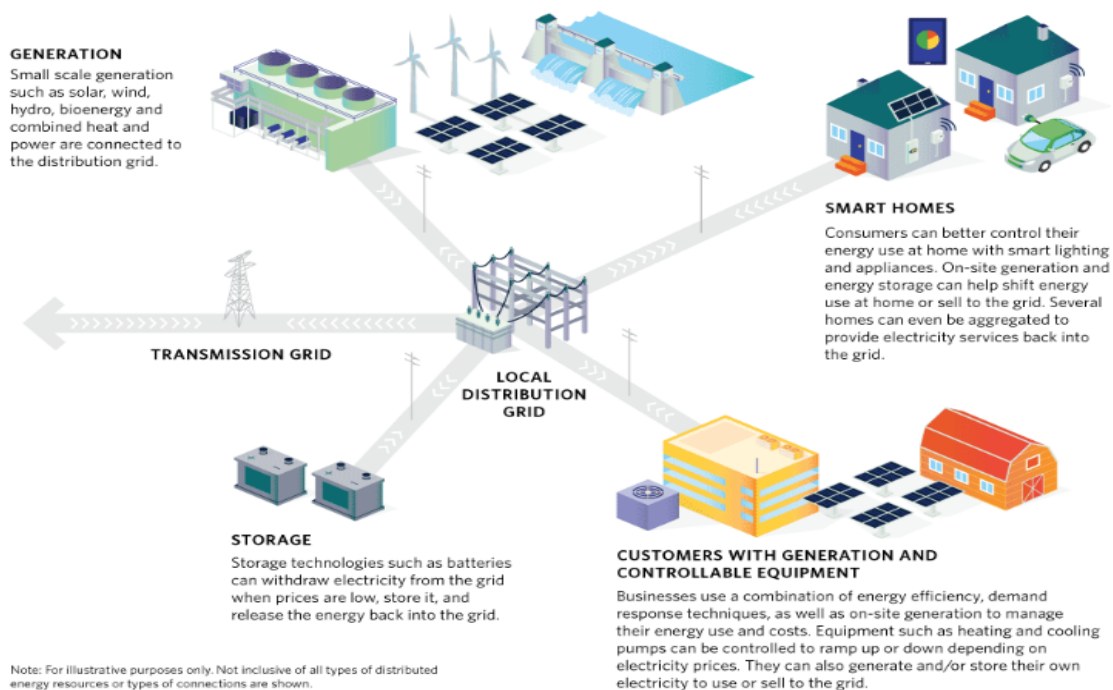 GENERATION
Small scale generation
such as solar, wind,
hydro, bioenergy and
combined heat and
power are connected to
the distribution grid.
SMART HOMES
Consumers can better control their
energy use at home with smart lighting
and appliances. On-site generation and
energy storage can help shift energy
use at home or sell to the grid. Several
homes can even be aggregated to
provide electricity services back into
the grid.
TRANSMISSION GRID
LOCAL
DISTRIBUTION
GRID
STORAGE
Storage technologies such as batteries
can withdraw electricity from the grid
when prices are low, store it, and
release the energy back into the grid.
CUSTOMERS WITH GENERATION AND
CONTROLLABLE EQUIPMENT
Businesses use a combination of energy efficiency, demand
response techniques, as well as on-site generation to manage
their energy use and costs. Equipment such as heating and cooling
pumps can be controlled to ramp up or down depending on
electricity prices. They can also generate and/or store their own
electricity to use or sell to the grid.
Note: For illustrative purposes only. Not inclusive of all types of distributed
energy resources or types of connections are shown.